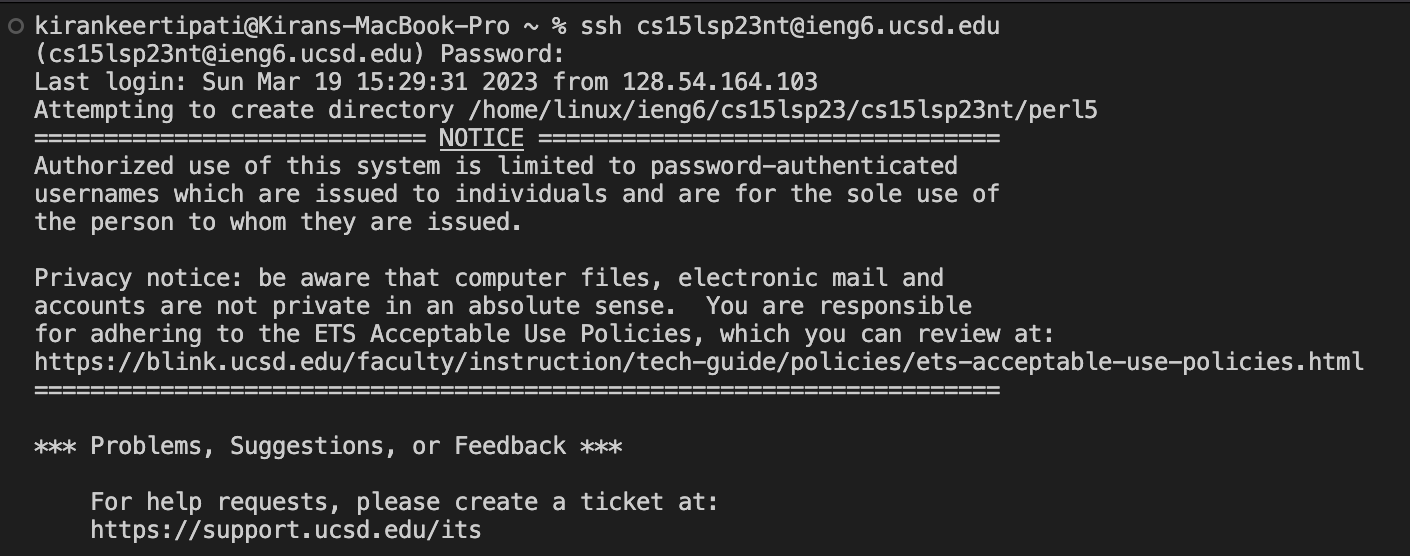 kirankeertipati@Kirans-MacBook-Pro ~ % ssh cs15lsp23nt@ieng6.ucsd.edu
(cs15lsp23nt@ieng6.ucsd.edu) Password:
Last login: Sun Mar 19 15:29:31 2023 from 128.54.164.103
Attempting to create directory /home/linux/ieng6/cs15lsp23/cs15lsp23nt/perl5
============================ NOTICE =================================
Authorized use of this system is limited to password-authenticated
usernames which are issued to individuals and are for the sole use of
the person to whom they are issued.

Privacy notice: be aware that computer files, electronic mail and
accounts are not private in an absolute sense.  You are responsible
for adhering to the ETS Acceptable Use Policies, which you can review at:
https://blink.ucsd.edu/faculty/instruction/tech-guide/policies/ets-acceptable-use-policies.html
=====================================================================

*** Problems, Suggestions, or Feedback ***

    For help requests, please create a ticket at:
    https://support.ucsd.edu/its